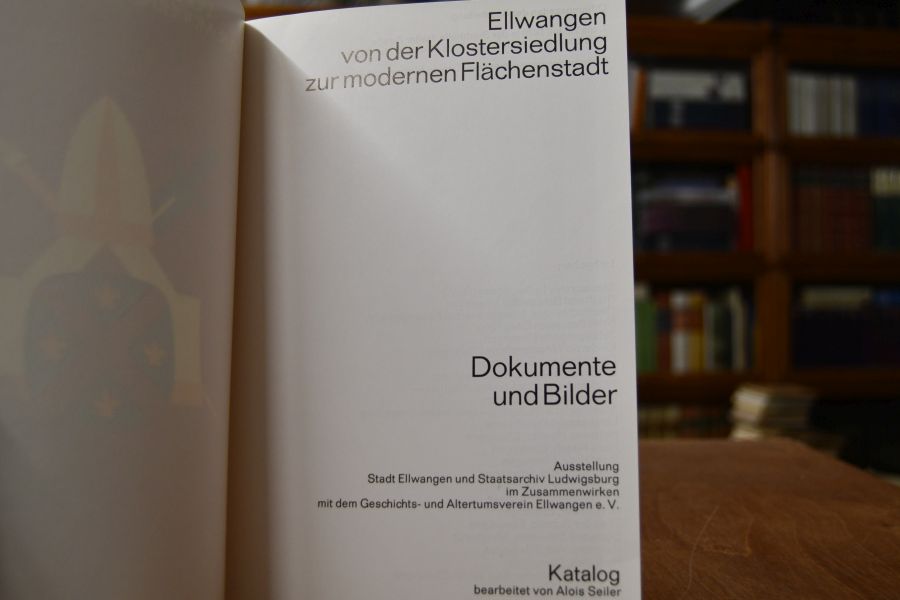 Ellwangen
von der Klostersiedlung
zur modernen Flächenstadt
Dokumente
und Bilder
Ausstellung
Stadt Ellwangen und Staatsarchiv Ludwigsburg
im Zusammenwirken
mit dem Geschichts- und Altertumsverein Ellwangen e. V.
Katalog
bearbeitet von Alois Seiler